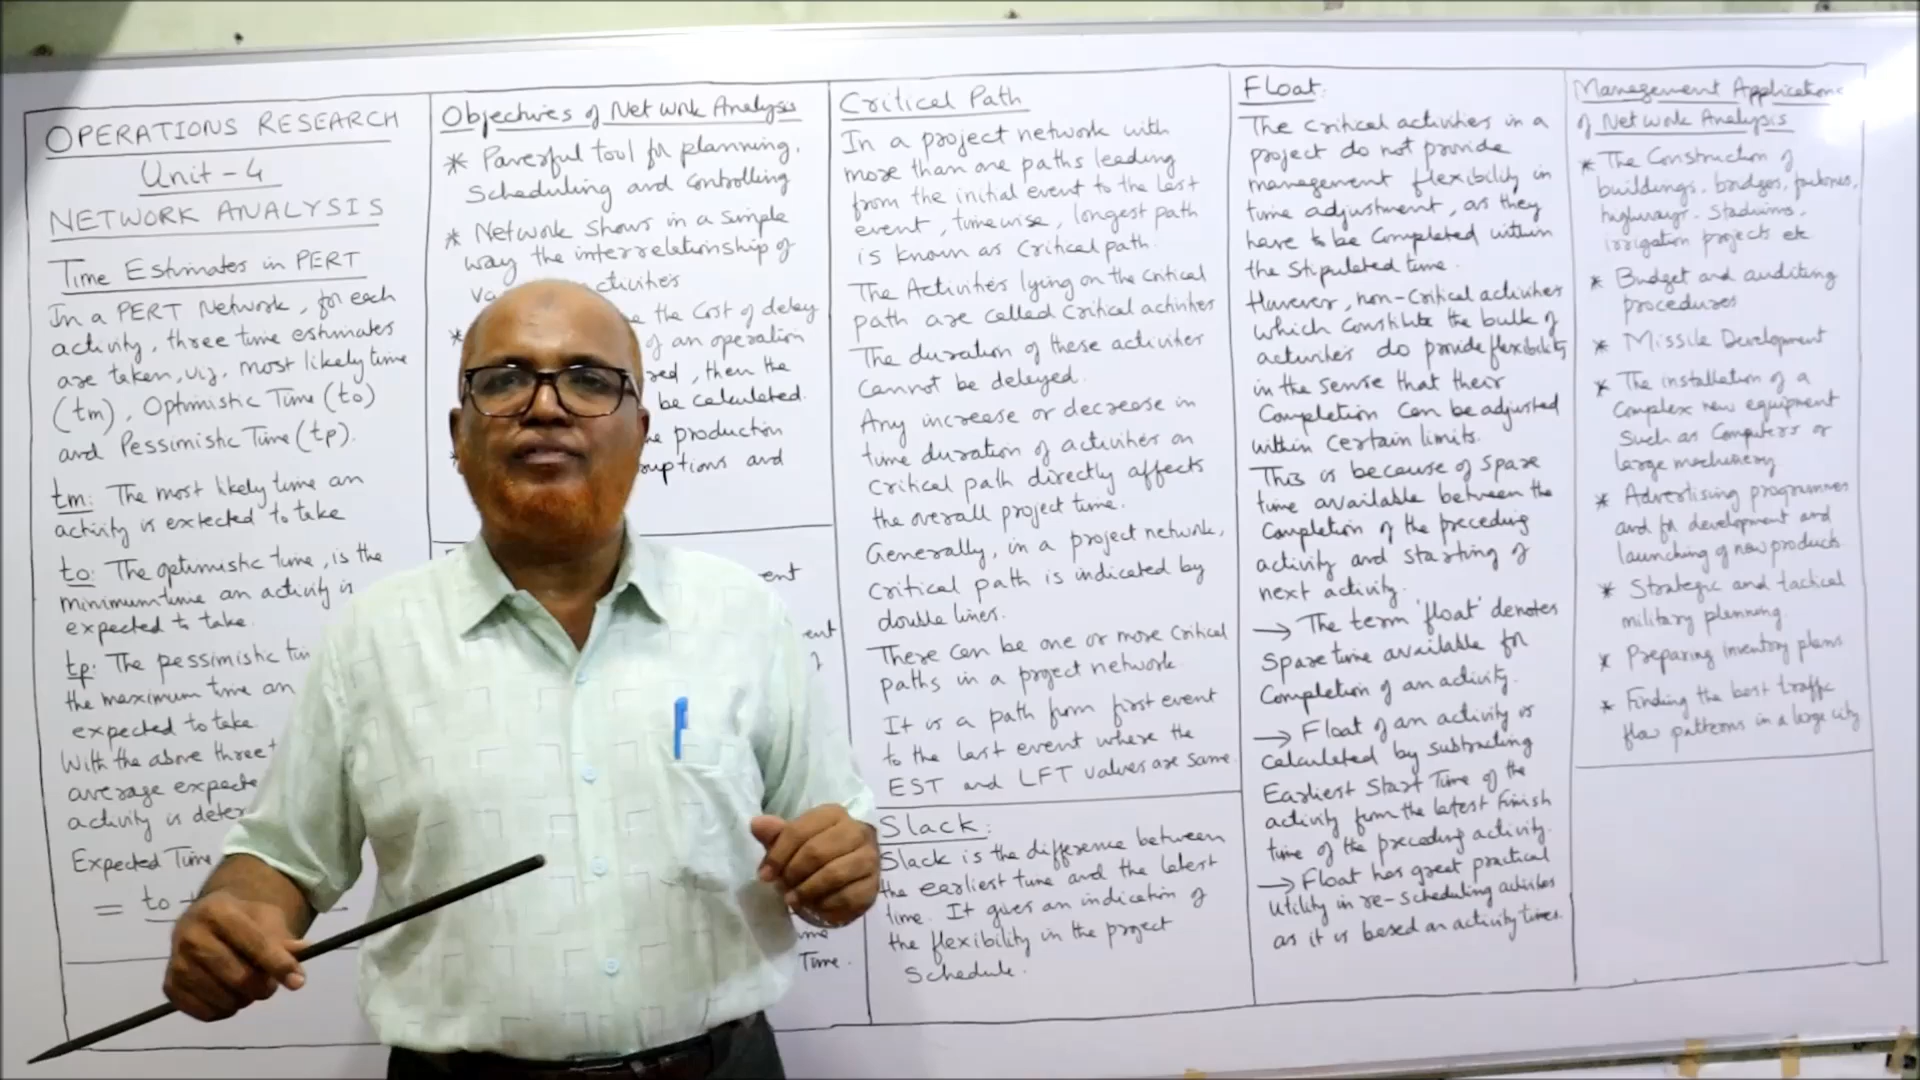 OPERATIONS RESEARCH
Unit-4
NETWORK ANALYSIS
Time Estimates in PERT
In a PERT Network, for each
activity, three time estimates
are taken, viz, most likely time
(tm), Optimistic Time (to)
and Pessimistic Time (tp).
tm: The most likely time an
activity is extected to take
to: The optimistic time, is the
minimum time an activity is
expected to take.
tp: The pessimistic
the maximum time an
expected to take.
With the above three
average
activity is
Expected Time
= to
Objectives of Network Analysis
* Powerful tool for planning,
Scheduling and Controlling
* Network shows in a simple
way the interrelationship of
activities
* the Cost of delay
of an operation
, then the
be calculated.
* production
and
Time.
Critical Path
In a project network with
more than one paths leading
from the initial event to the last
event, timewise, longest path
is known as Critical path.
The Activities lying on the Critical
path are called Critical activities
The duration of these activities
Cannot be delayed.
Any increase or decrease in
time duration of activities on
Critical path directly affects
the overall project time.
Generally, in a project network,
Critical path is indicated by
double lines.
There can be one or more Critical
paths in a project network.
It is a path from first event
to the last event where the
EST and LFT values are same.
Slack:
Slack is the difference between
the earliest time and the latest
time. It gives an indication of
the flexibility in the project
Schedule.
Float:
The critical activities in a
project do not provide
management flexibility in
time adjustment, as they
have to be Completed within
the stipulated time.
However, non-Critical activities
which constitute the bulk of
activities do provide flexibility
in the sense that their
Completion Can be adjusted
within Certain limits.
This is because of spare
time available between the
Completion of the preceding
activity and starting of
next activity.
→ The term 'float' denotes
Spare time available for
Completion of an activity.
→ Float of an activity is
Calculated by subtracting
Earliest Start Time of the
activity from the latest Finish
time of the preceding activity.
→ Float has great practical
utility in re-scheduling activities
as it is based on activity times.
Management Applications
of Network Analysis
* The Construction of
buildings, bridges, factories,
highways, Stadiums,
irrigation projects etc
* Budget and auditing
procedures
* Missile Development
* The installation of a
Complex new equipment
Such as Computers or
large machinery
* Advertising programmes
and for development and
launching of new products
* Strategic and tactical
military planning.
* Preparing inventory plans
* Finding the best traffic
flow patterns in a large city